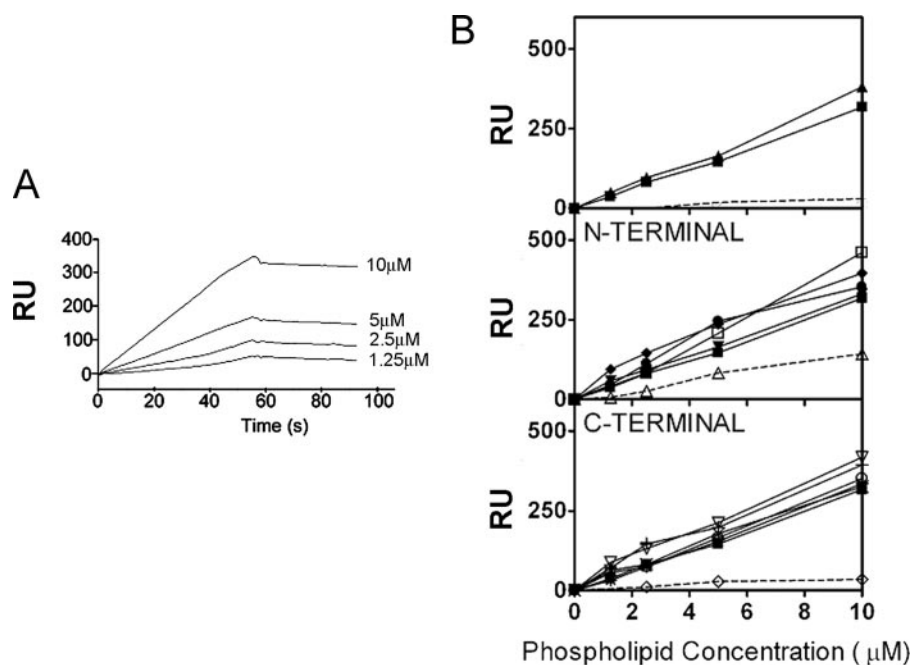 A
RU
400
300
200
100
0
10µM
5µM
2.5µM
1.25µM
0 20 40 60 80 100
Time (s)
B
RU
500
250
0
N-TERMINAL
RU
500
250
0
C-TERMINAL
RU
500
250
0
0 2 4 6 8 10
Phospholipid Concentration ( µM)